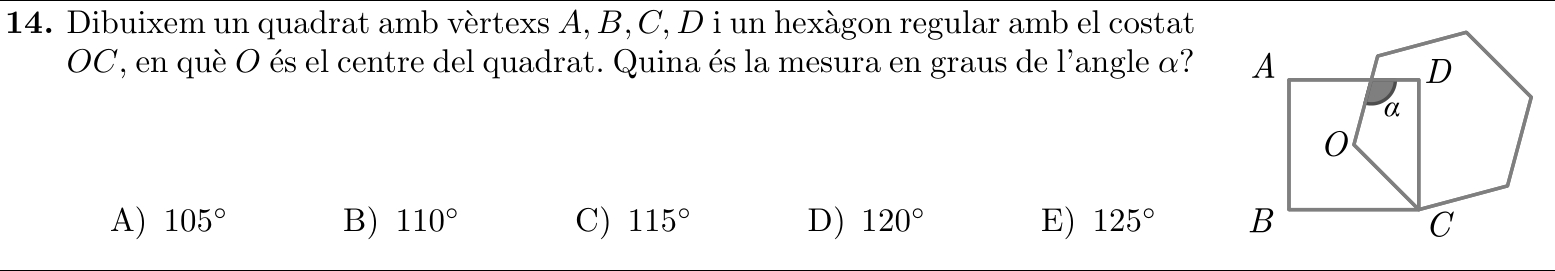 14. Dibuixem un quadrat amb vèrtexs A, B, C, D i un hexàgon regular amb el costat
OC, en què O és el centre del quadrat. Quina és la mesura en graus de l'angle α?
A) 105° B) 110° C) 115° D) 120° E) 125°
A
D
α
O
B
C